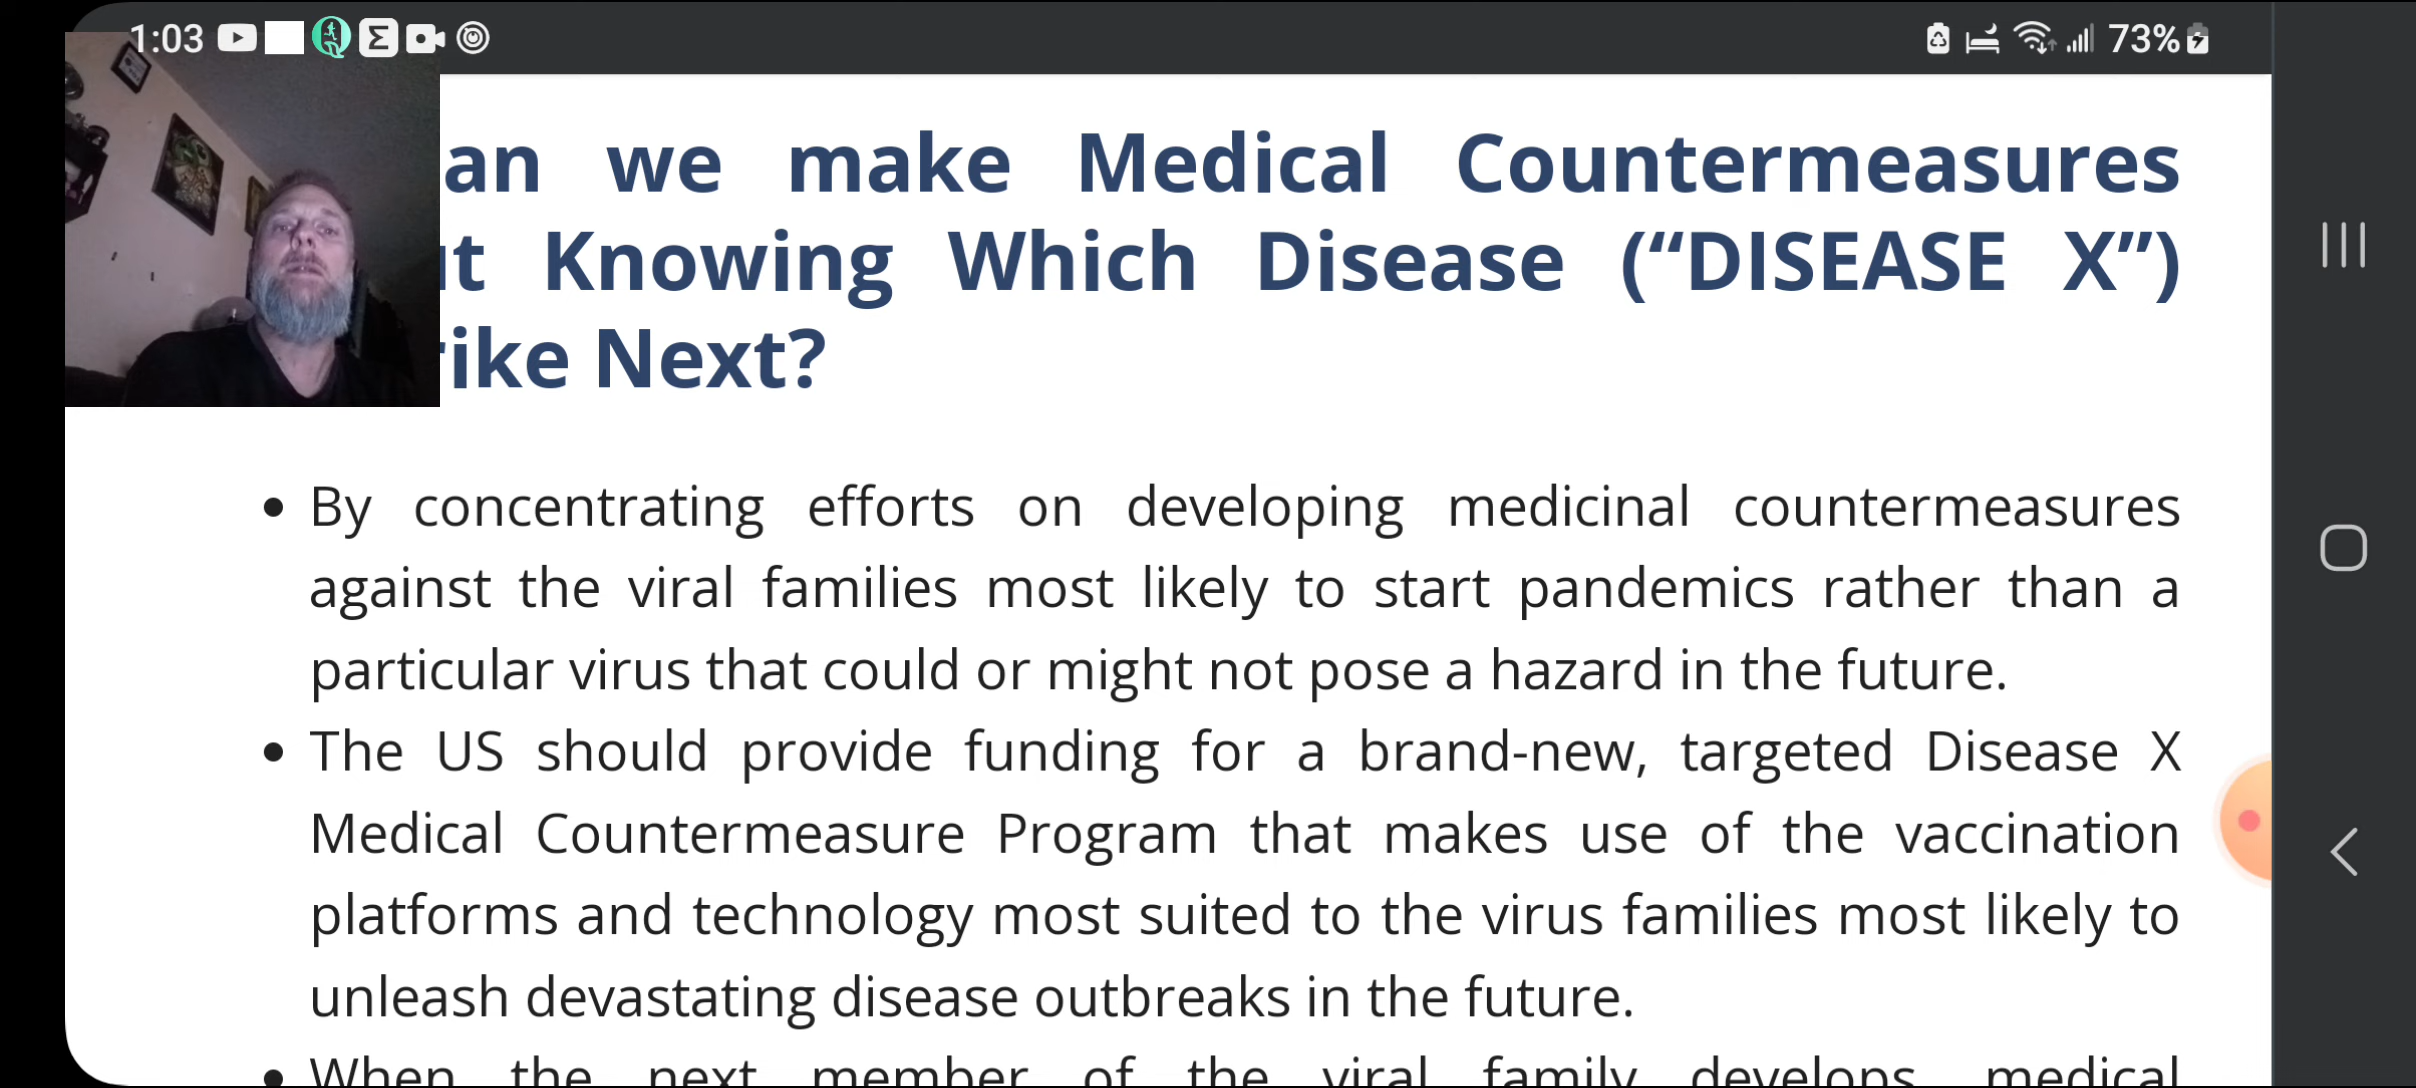 1:03
73%
an we make Medical Countermeasures
t Knowing Which Disease (“DISEASE X”)
ike Next?
• By concentrating efforts on developing medicinal countermeasures
against the viral families most likely to start pandemics rather than a
particular virus that could or might not pose a hazard in the future.
• The US should provide funding for a brand-new, targeted Disease X
Medical Countermeasure Program that makes use of the vaccination
platforms and technology most suited to the virus families most likely to
unleash devastating disease outbreaks in the future.
• When the next member of the viral family develops, medical